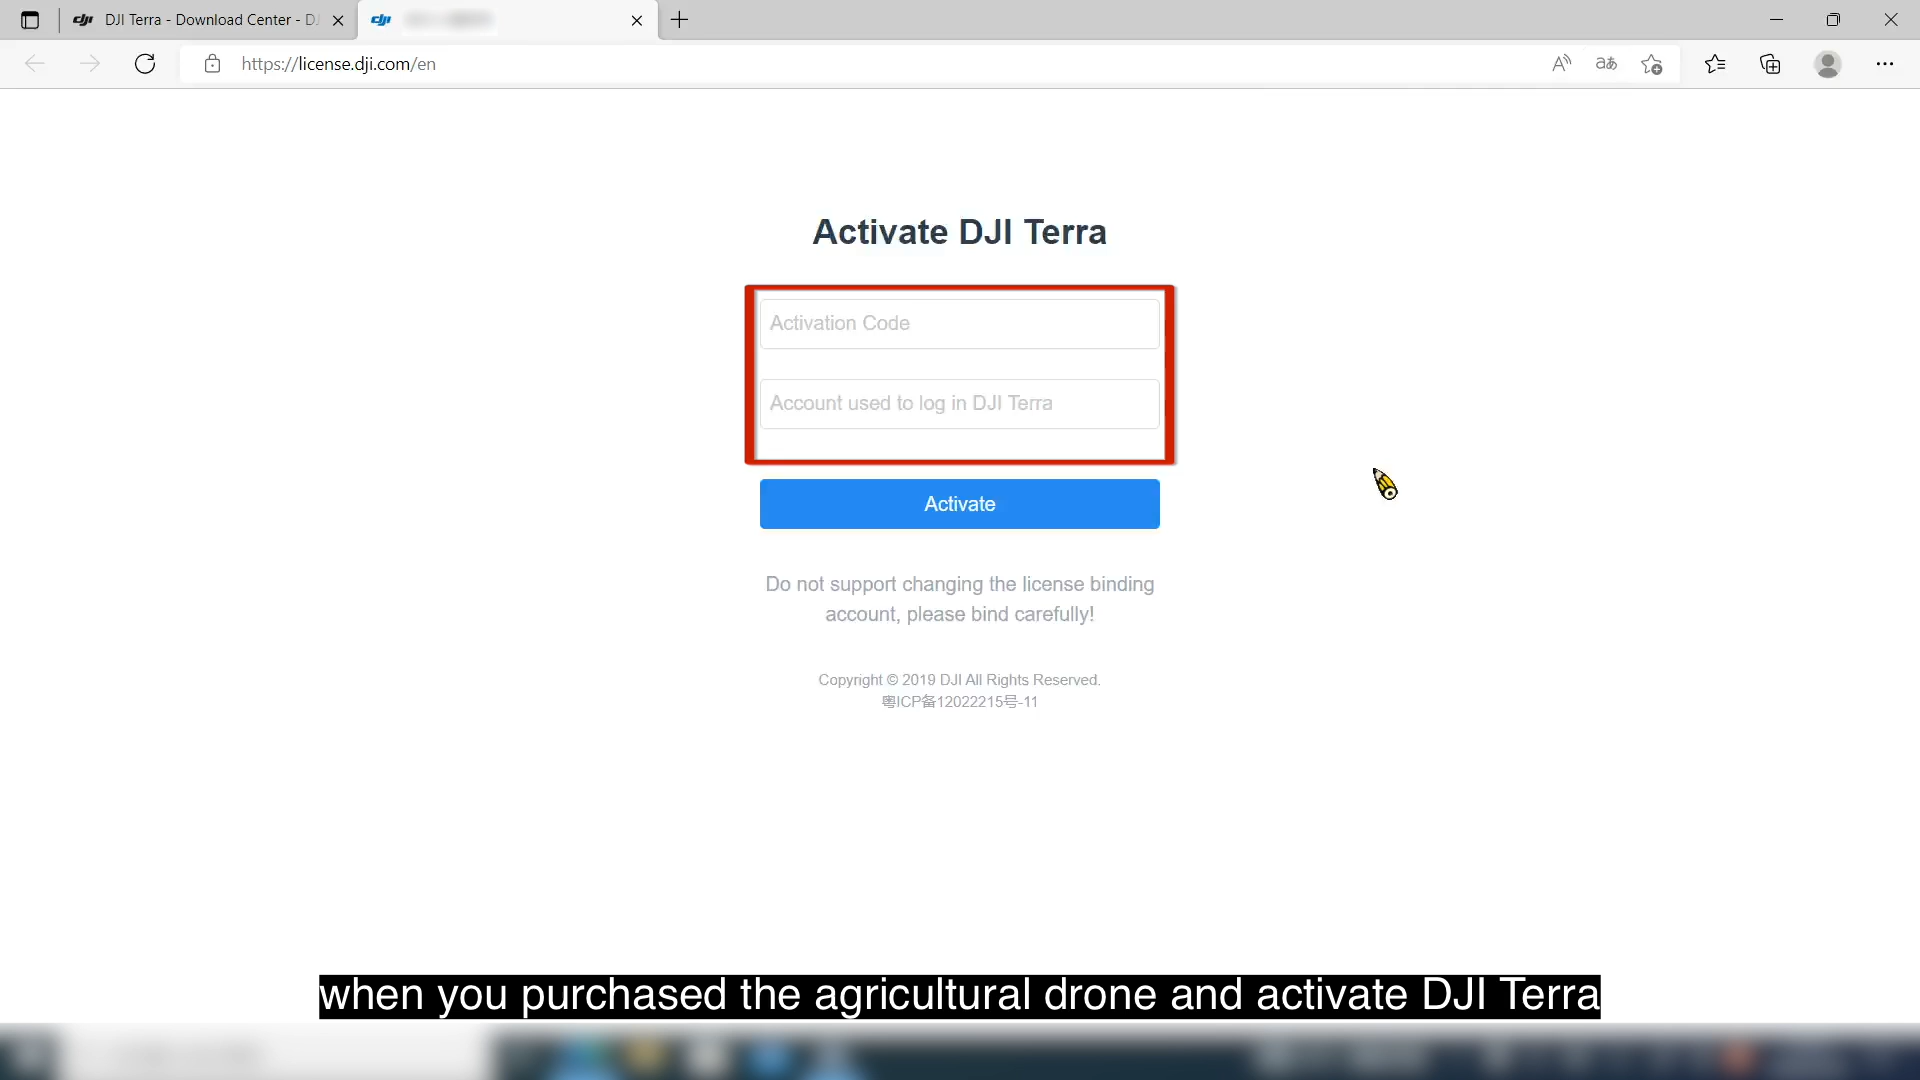 DJI Terra - Download Center - D
https://license.dji.com/en
Activate DJI Terra
Activation Code
Account used to log in DJI Terra
Activate
Do not support changing the license binding
account, please bind carefully!
Copyright © 2019 DJI All Rights Reserved.
粤ICP备12022215号-11
when you purchased the agricultural drone and activate DJI Terra